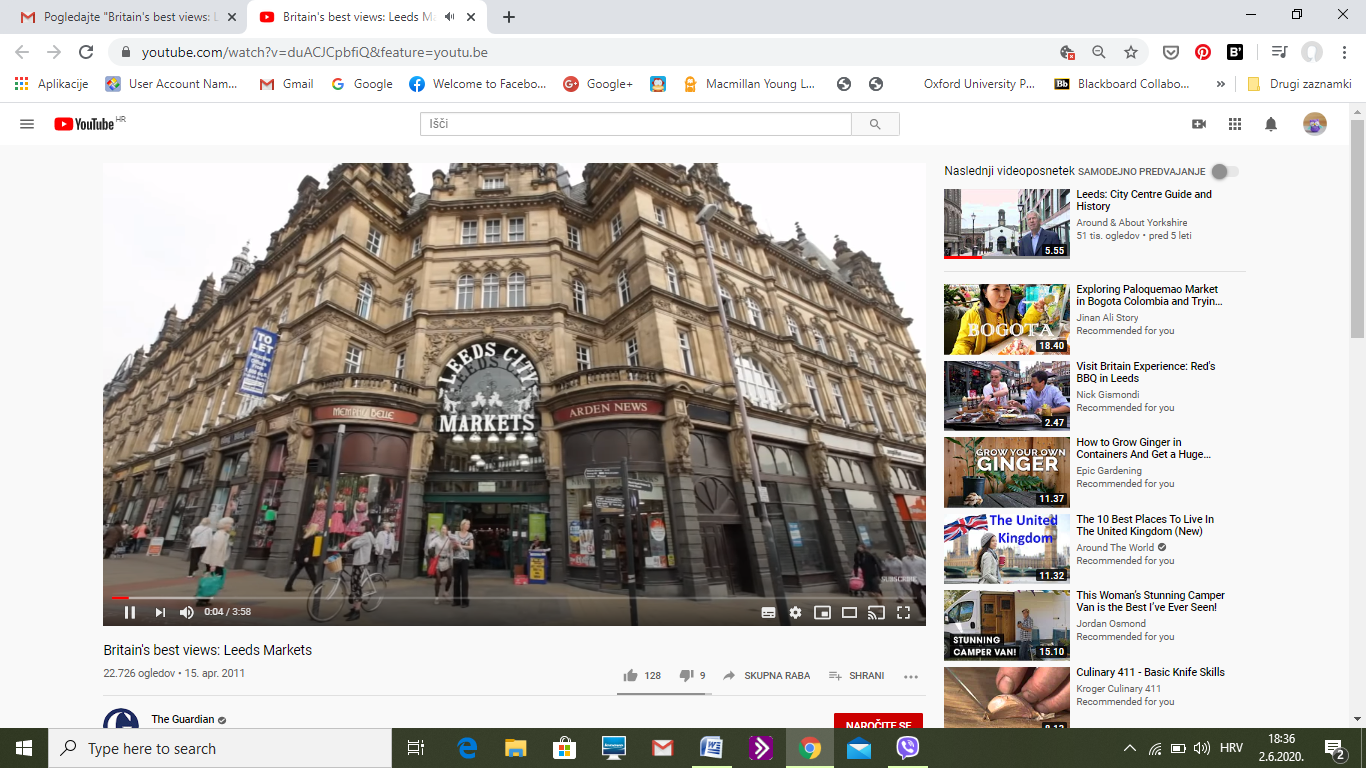 Pogledajte "Britain's best views: L
Britain's best views: Leeds Ma
youtube.com/watch?v=duACJCpbfiQ&feature=youtu.be
Aplikacije
User Account Nam...
Gmail
Google
Welcome to Facebo...
Google+
Macmillan Young L...
Oxford University P...
Bb
Blackboard Collabo...
»
Drugi zaznamki
YouTube HR
Išči
TO
LET
LEEDS CITY
MARKETS
MEMPHIS BELLE
ARDEN NEWS
SUBSCRIBE
0:04 / 3:58
Britain's best views: Leeds Markets
22.726 ogledov • 15. apr. 2011
128
9
SKUPNA RABA
SHRANI
The Guardian
NAROČITE SE
Naslednji videoposnetek
SAMODEJNO PREDVAJANJE
5.55
Leeds: City Centre Guide and
History
Around & About Yorkshire
51 tis. ogledov • pred 5 leti
BOGOTA
18.40
Exploring Paloquemao Market
in Bogota Colombia and Tryin...
Jinan Ali Story
Recommended for you
2.47
Visit Britain Experience: Red's
BBQ in Leeds
Nick Gismondi
Recommended for you
GROW YOUR OWN
GINGER
11.37
How to Grow Ginger in
Containers And Get a Huge...
Epic Gardening
Recommended for you
The United
Kingdom
11.32
The 10 Best Places To Live In
The United Kingdom (New)
Around The World
Recommended for you
STUNNING
CAMPER VAN!
15.10
This Woman's Stunning Camper
Van is the Best I've Ever Seen!
Jordan Osmond
Recommended for you
8.13
Culinary 411 - Basic Knife Skills
Kroger Culinary 411
Recommended for you
Type here to search
HRV
18:36
2.6.2020.
2